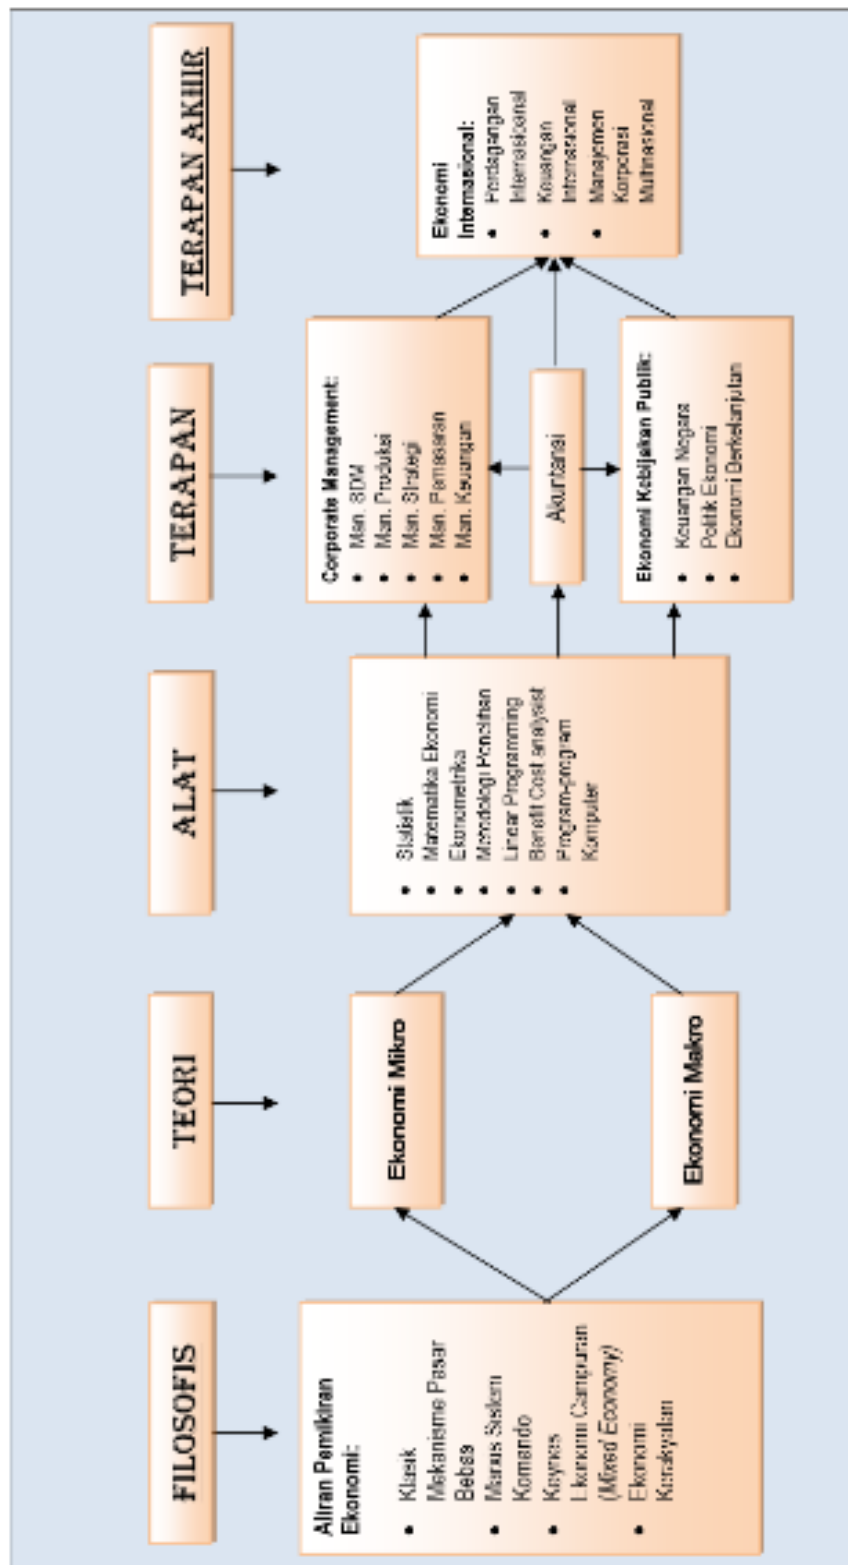 FILOSOFIS
TEORI
ALAT
TERAPAN
TERAPAN AKHIR
Aliran Pemikiran
Ekonomi:
• Klasik
Mekanisme Pasar
Bebas
• Marxis Sistem
Komando
• Keynes
Ekonomi Campuran
(Mixed Economy)
• Ekonomi
Kerakyatan
Ekonomi Mikro
Ekonomi Makro
• Statistik
• Matematika Ekonomi
• Ekonometrika
• Metodologi Penelitian
• Linear Programming
• Benefit Cost analysist
• Program-program
Komputer
Corporate Management:
• Man. SDM
• Man. Produksi
• Man. Strategi
• Man. Pemasaran
• Man. Keuangan
Akuntansi
Ekonomi Kebijakan Publik:
• Keuangan Negara
• Politik Ekonomi
• Ekonomi Berkelanjutan
Ekonomi
Internasional:
• Perdagangan
Internasioanal
• Keuangan
Internasional
• Manajemen
Korporasi
Multinasional